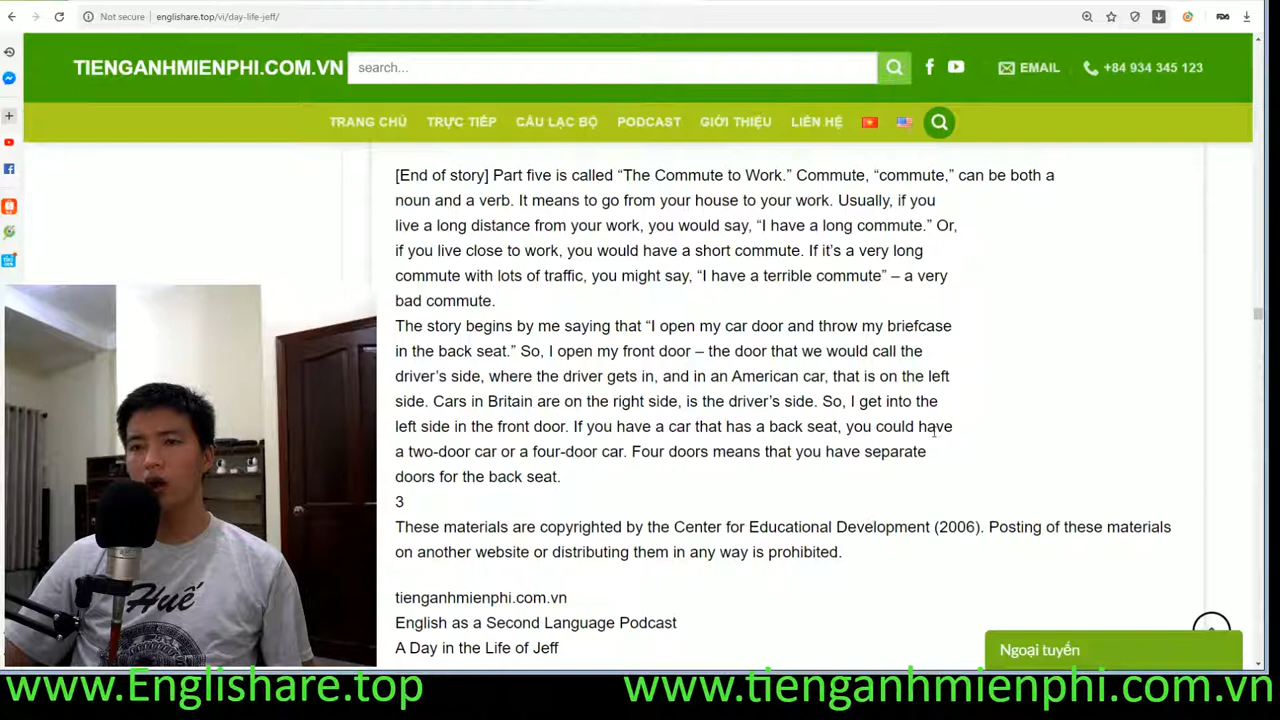 Not secure
englishare.top/vi/day-life-jeff/
TIENGANHMIENPHI.COM.VN
search...
EMAIL
+84 934 345 123
TRANG CHỦ
TRỰC TIẾP
CÂU LẠC BỘ
PODCAST
GIỚI THIỆU
LIÊN HỆ
[End of story] Part five is called “The Commute to Work.” Commute, “commute,” can be both a
noun and a verb. It means to go from your house to your work. Usually, if you
live a long distance from your work, you would say, “I have a long commute.” Or,
if you live close to work, you would have a short commute. If it’s a very long
commute with lots of traffic, you might say, “I have a terrible commute” – a very
bad commute.
The story begins by me saying that “I open my car door and throw my briefcase
in the back seat.” So, I open my front door – the door that we would call the
driver’s side, where the driver gets in, and in an American car, that is on the left
side. Cars in Britain are on the right side, is the driver’s side. So, I get into the
left side in the front door. If you have a car that has a back seat, you could have
a two-door car or a four-door car. Four doors means that you have separate
doors for the back seat.
3
These materials are copyrighted by the Center for Educational Development (2006). Posting of these materials
on another website or distributing them in any way is prohibited.
tienganhmienphi.com.vn
English as a Second Language Podcast
A Day in the Life of Jeff
Ngoại tuyến
Huế
www.Englishare.top
www.tienganhmienphi.com.vn